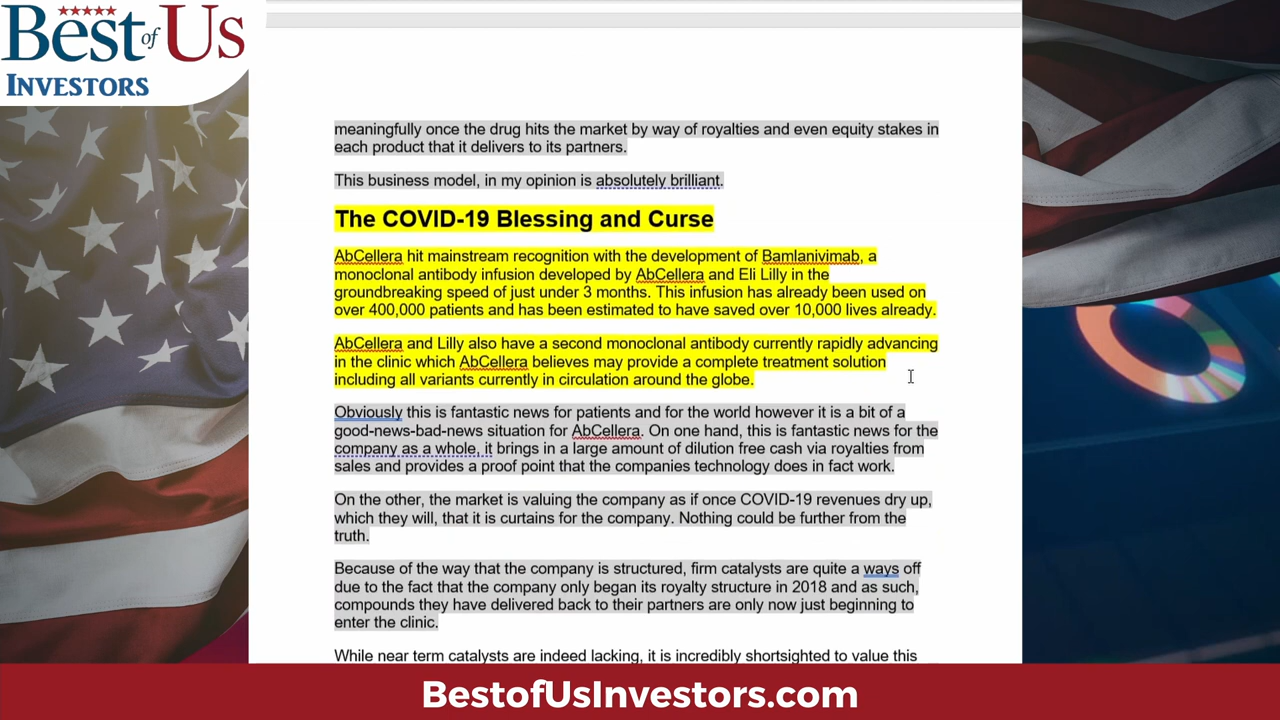 Best of Us
INVESTORS
meaningfully once the drug hits the market by way of royalties and even equity stakes in
each product that it delivers to its partners.
This business model, in my opinion is absolutely brilliant.
The COVID-19 Blessing and Curse
AbCellera hit mainstream recognition with the development of Bamlanivimab, a
monoclonal antibody infusion developed by AbCellera and Eli Lilly in the
groundbreaking speed of just under 3 months. This infusion has already been used on
over 400,000 patients and has been estimated to have saved over 10,000 lives already.
AbCellera and Lilly also have a second monoclonal antibody currently rapidly advancing
in the clinic which AbCellera believes may provide a complete treatment solution
including all variants currently in circulation around the globe.
Obviously this is fantastic news for patients and for the world however it is a bit of a
good-news-bad-news situation for AbCellera. On one hand, this is fantastic news for the
company as a whole, it brings in a large amount of dilution free cash via royalties from
sales and provides a proof point that the companies technology does in fact work.
On the other, the market is valuing the company as if once COVID-19 revenues dry up,
which they will, that it is curtains for the company. Nothing could be further from the
truth.
Because of the way that the company is structured, firm catalysts are quite a ways off
due to the fact that the company only began its royalty structure in 2018 and as such,
compounds they have delivered back to their partners are only now just beginning to
enter the clinic.
While near term catalysts are indeed lacking, it is incredibly shortsighted to value this
BestofUsInvestors.com